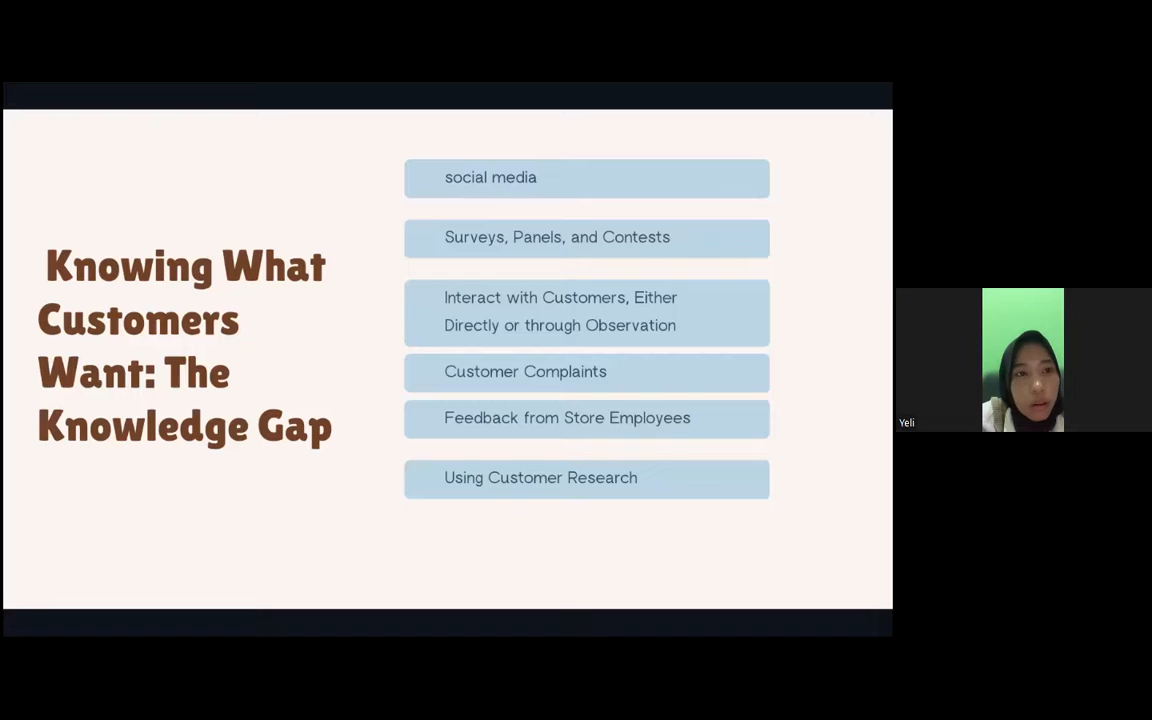 Knowing What
Customers
Want: The
Knowledge Gap
social media
Surveys, Panels, and Contests
Interact with Customers, Either
Directly or through Observation
Customer Complaints
Feedback from Store Employees
Using Customer Research
Yeli